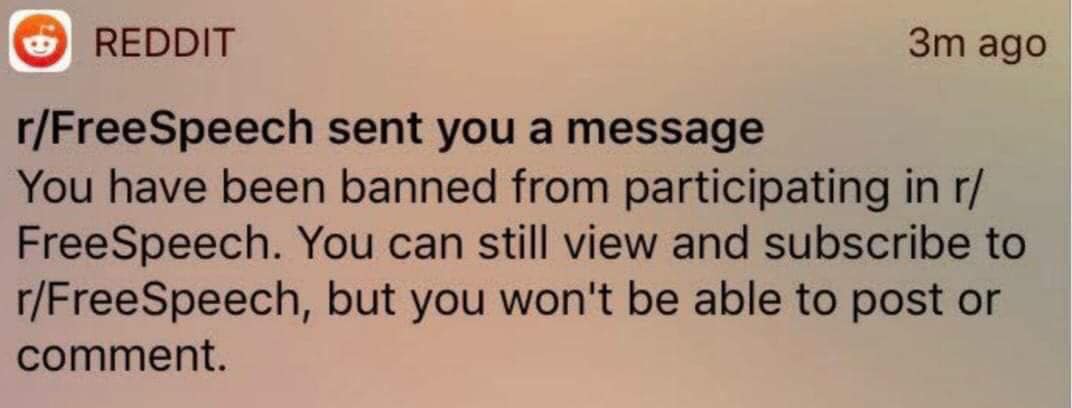 REDDIT
3m ago
r/FreeSpeech sent you a message
You have been banned from participating in r/
FreeSpeech. You can still view and subscribe to
r/FreeSpeech, but you won't be able to post or
comment.